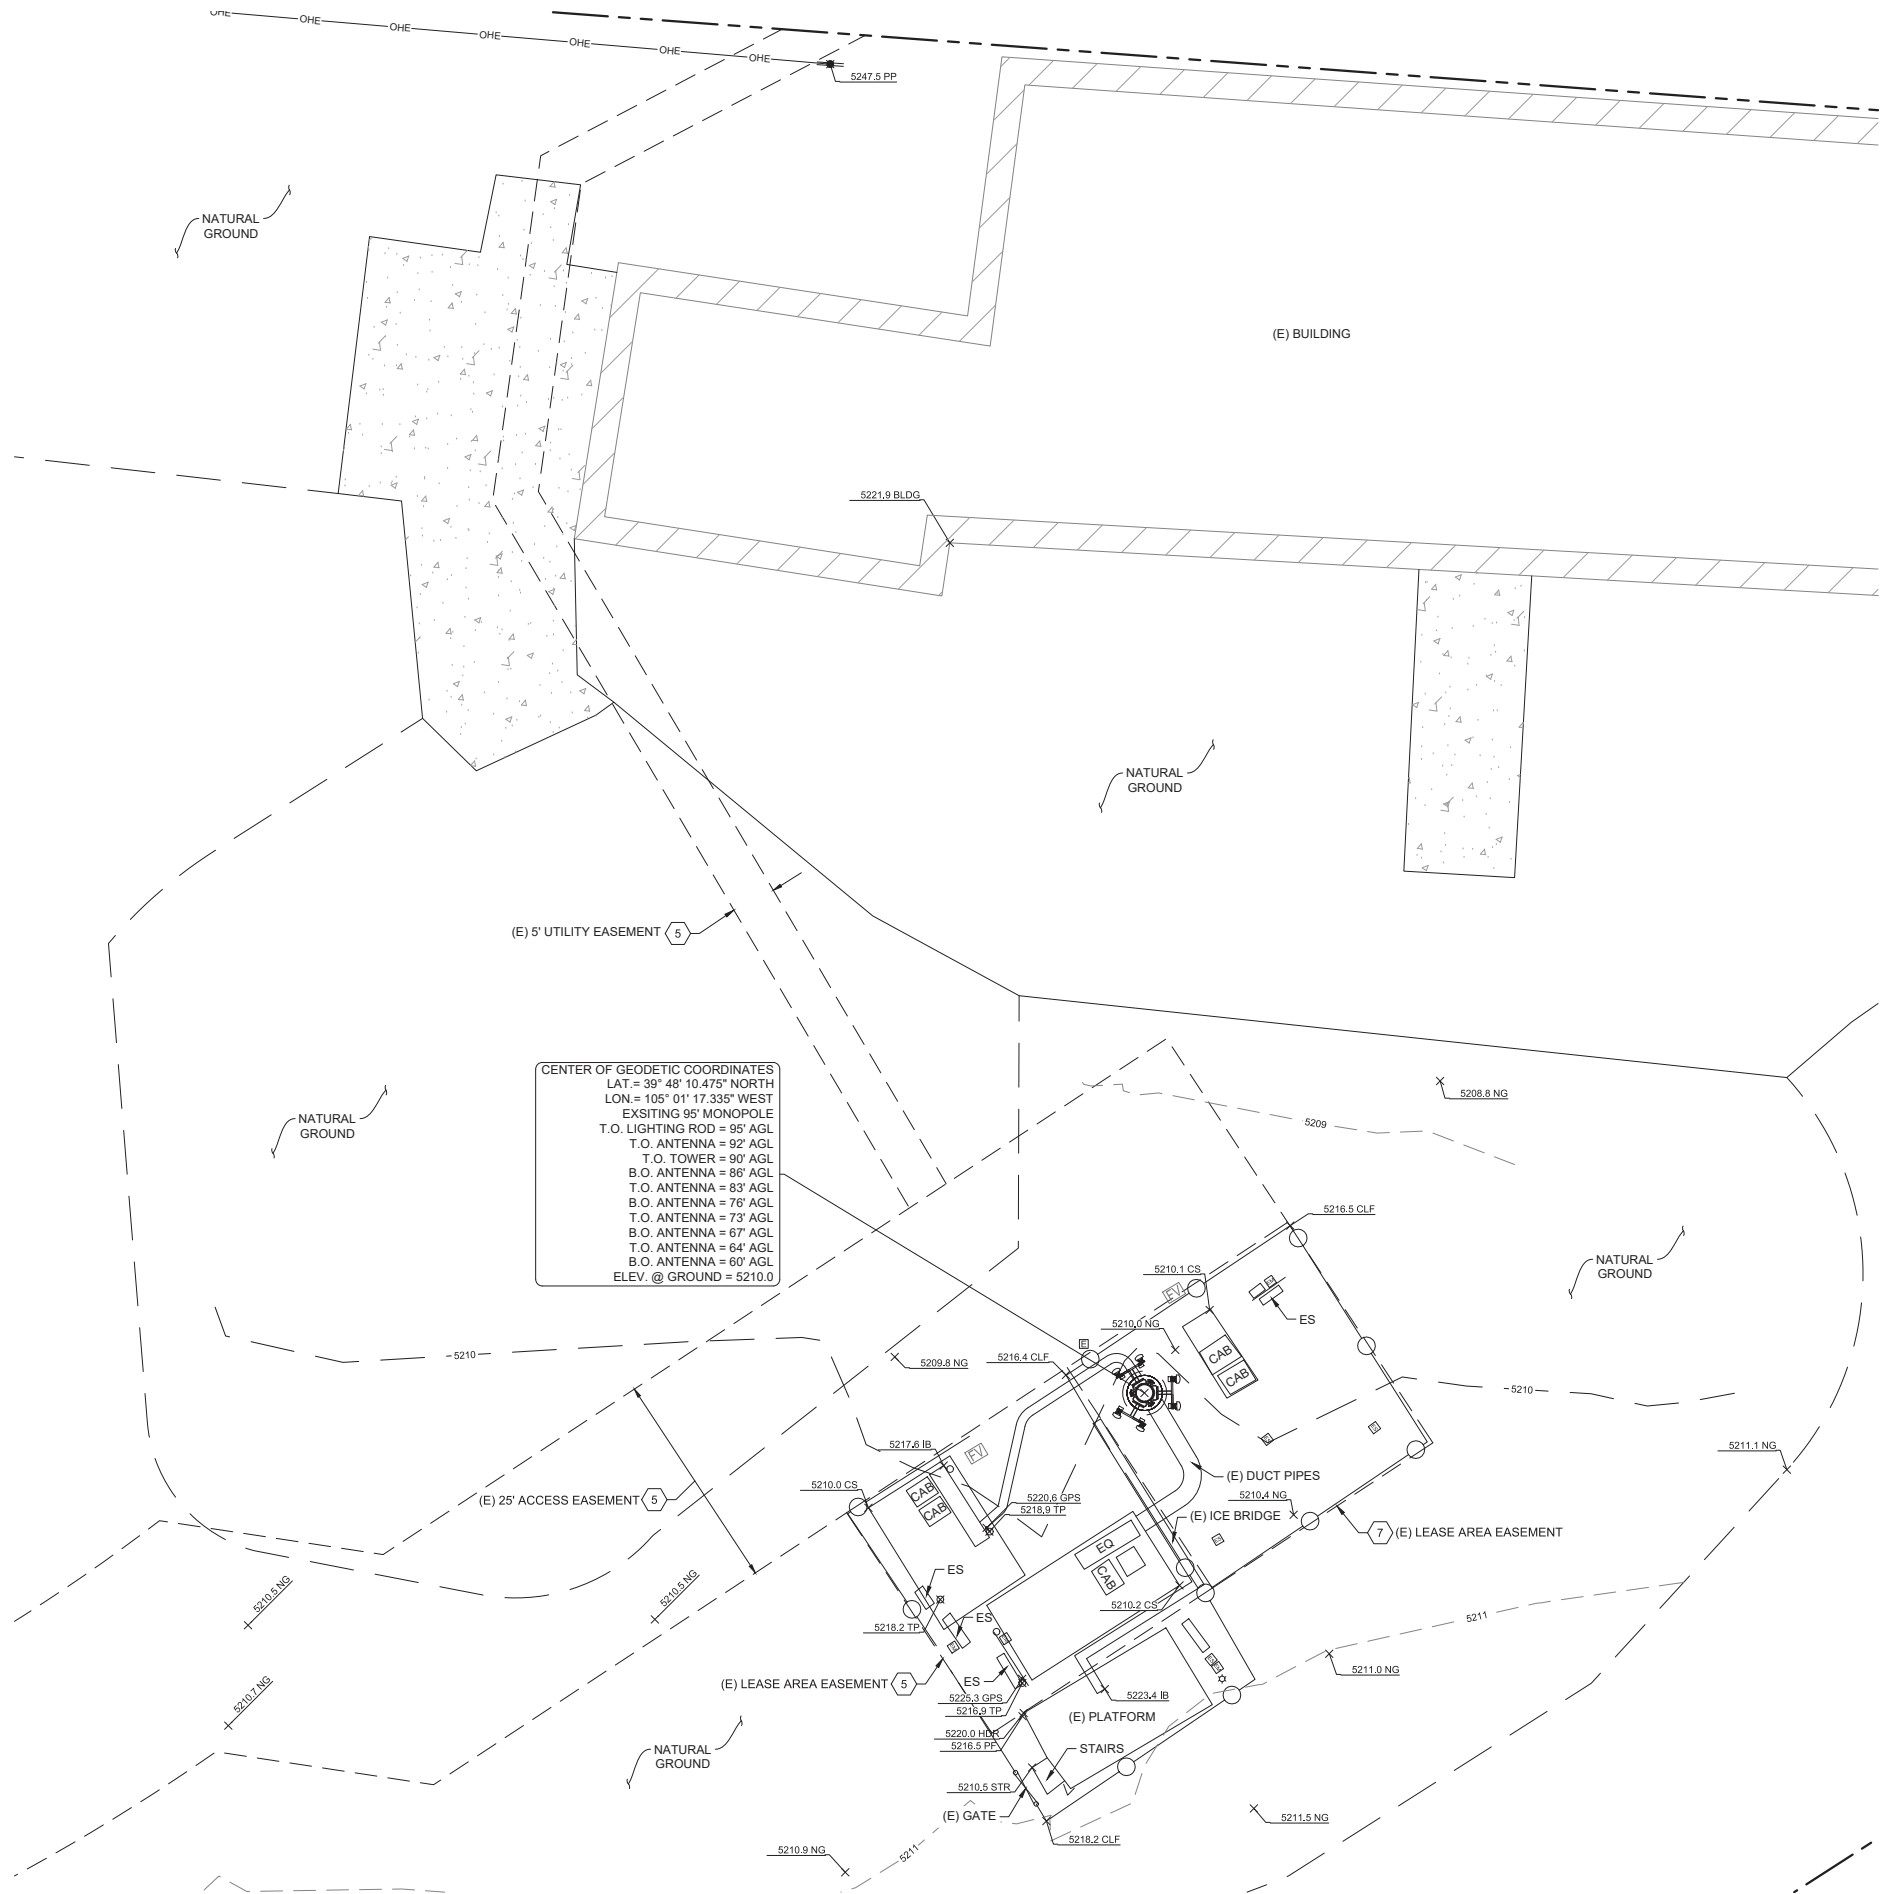 OHE
OHE
OHE
OHE
OHE
OHE
OHE
5247.5 PP
NATURAL
GROUND
(E) BUILDING
5221.9 BLDG
NATURAL
GROUND
(E) 5' UTILITY EASEMENT 5
CENTER OF GEODETIC COORDINATES
LAT.= 39° 48' 10.475" NORTH
LON.= 105° 01' 17.335" WEST
EXSITING 95' MONOPOLE
T.O. LIGHTING ROD = 95' AGL
T.O. ANTENNA = 92' AGL
T.O. TOWER = 90' AGL
B.O. ANTENNA = 86' AGL
T.O. ANTENNA = 83' AGL
B.O. ANTENNA = 76' AGL
T.O. ANTENNA = 73' AGL
B.O. ANTENNA = 67' AGL
T.O. ANTENNA = 64' AGL
B.O. ANTENNA = 60' AGL
ELEV. @ GROUND = 5210.0
NATURAL
GROUND
5208.8 NG
5209
5216.5 CLF
NATURAL
GROUND
5210.1 CS
FV
ES
5210.0 NG
E
CAB
CAB
5210
5209.8 NG
5216.4 CLF
5210
5217.6 IB
FV
5211.1 NG
(E) DUCT PIPES
5210.0 CS
CAB
CAB
(E) 25' ACCESS EASEMENT 5
5220.6 GPS
5218.9 TP
5210.4 NG
(E) ICE BRIDGE
7 (E) LEASE AREA EASEMENT
EQ
CAB
ES
5210.5 NG
5210.5 NG
5210.2 CS
5218.2 TP
ES
5211
(E) LEASE AREA EASEMENT 5
ES
5211.0 NG
5210.7 NG
5225.3 GPS
5216.9 TP
5223.4 IB
(E) PLATFORM
5220.0 HDR
5216.5 PF
NATURAL
GROUND
STAIRS
5210.5 STR
(E) GATE
5211.5 NG
5218.2 CLF
5210.9 NG
5211